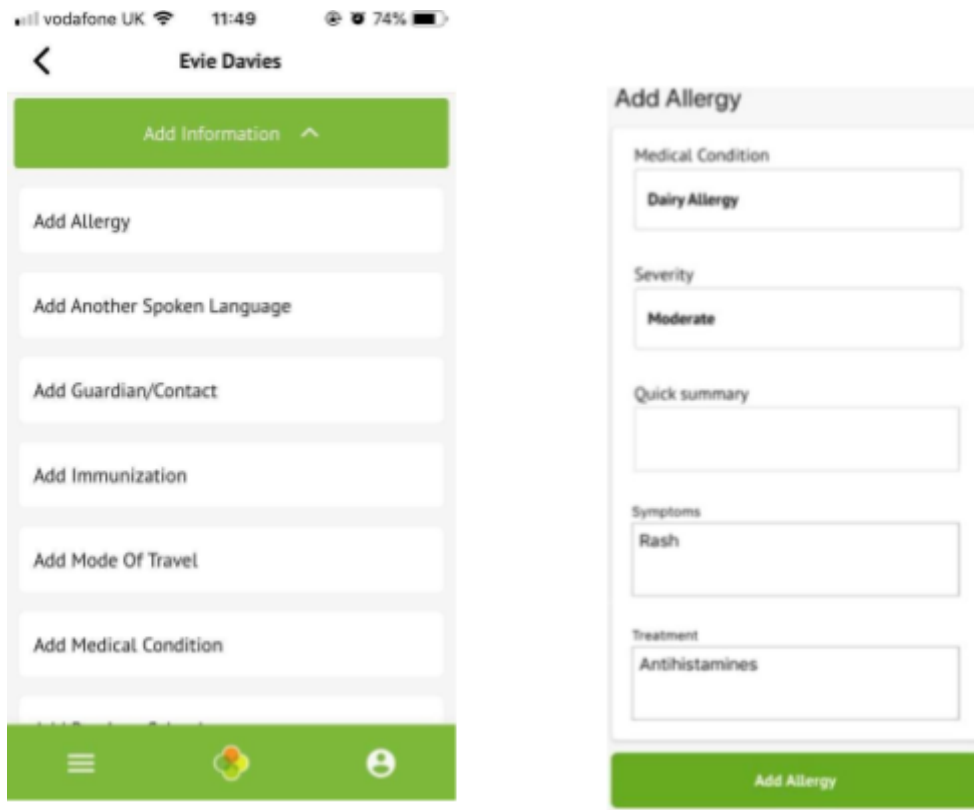 vodafone UK 11:49 74%
Evie Davies
Add Information
Add Allergy
Add Another Spoken Language
Add Guardian/Contact
Add Immunization
Add Mode Of Travel
Add Medical Condition
Add Allergy
Medical Condition
Dairy Allergy
Severity
Moderate
Quick summary
Symptoms
Rash
Treatment
Antihistamines
Add Allergy